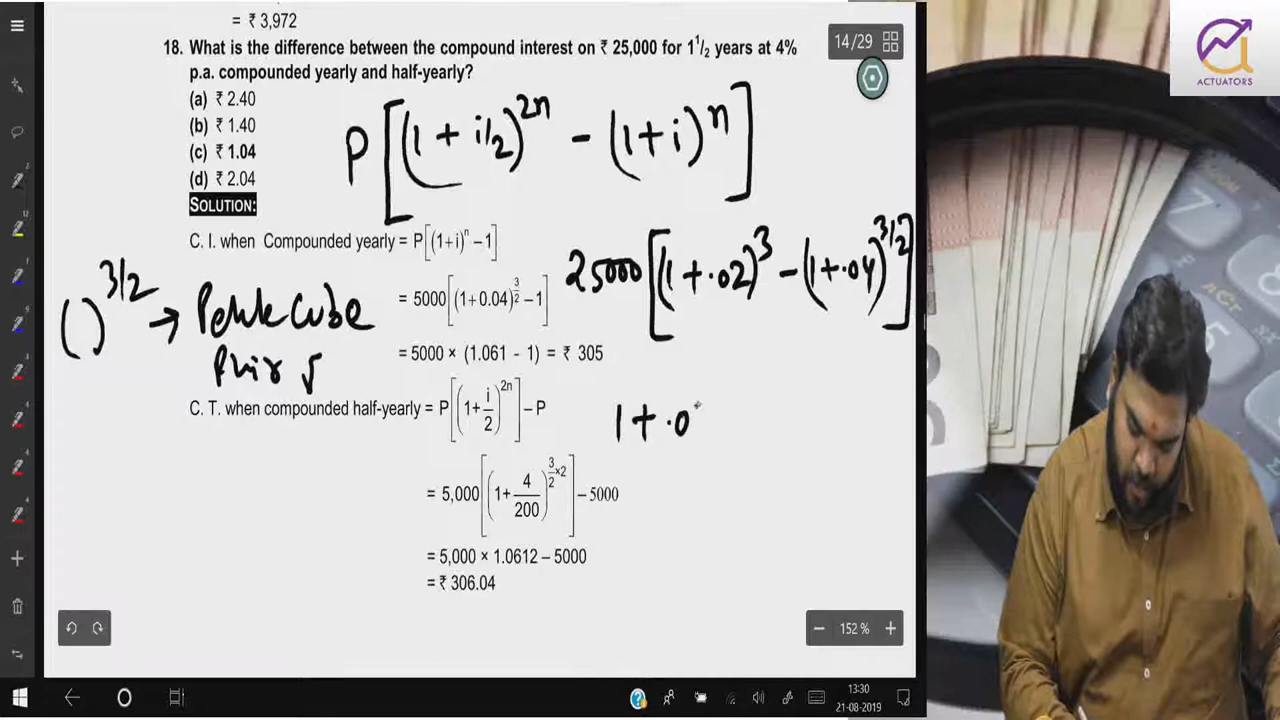 = ₹ 3,972
18. What is the difference between the compound interest on ₹ 25,000 for 1 1/2 years at 4%
p.a. compounded yearly and half-yearly?
(a) ₹ 2.40
(b) ₹ 1.40
(c) ₹ 1.04
(d) ₹ 2.04
P[(1 + i/2)^2n - (1 + i)^n]
SOLUTION:
C. I. when Compounded yearly = P[(1+i)^n − 1]
25000[(1 + .02)^3 - (1 + .04)^3/2]
= 5000[(1+0.04)^3/2 − 1]
( )^3/2 → Pehle Cube
Phir √
= 5000 × (1.061 - 1) = ₹ 305
C. T. when compounded half-yearly = P[(1+i/2)^2n] − P
1 + .0
= 5,000[(1+4/200)^3/2×2] − 5000
= 5,000 × 1.0612 − 5000
= ₹ 306.04
14/29
152 %
13:30
21-08-2019
ACTUATORS